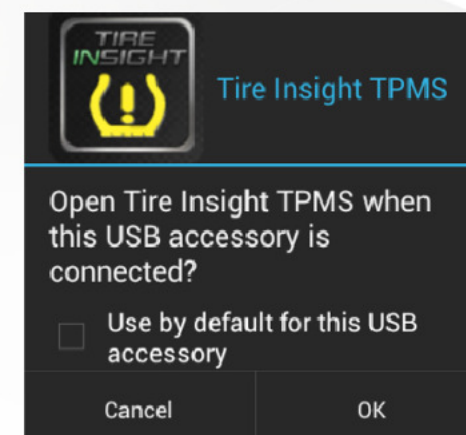 TIRE
INSIGHT
Tire Insight TPMS
Open Tire Insight TPMS when
this USB accessory is
connected?
Use by default for this USB
accessory
Cancel
OK